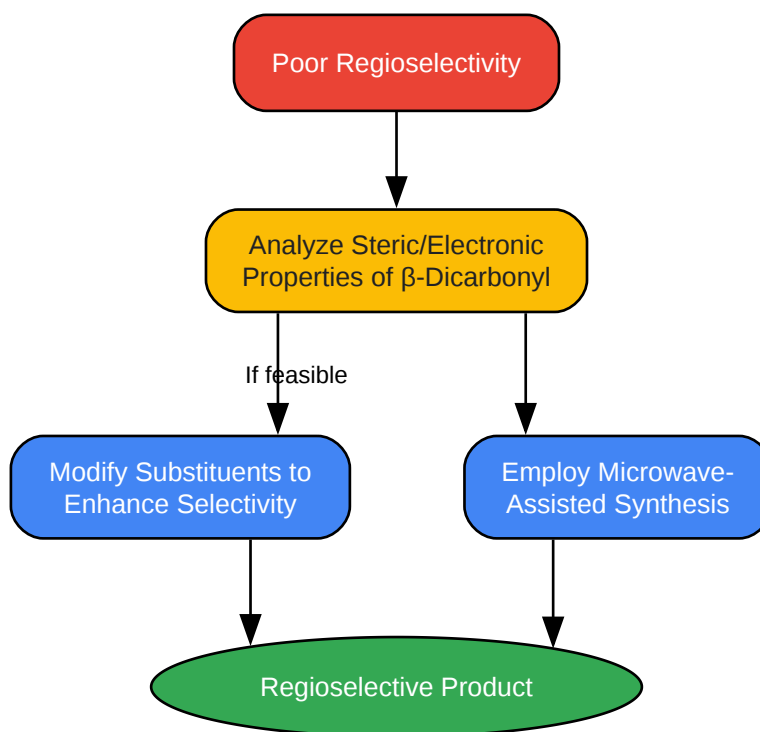 Poor Regioselectivity
Analyze Steric/Electronic
Properties of β-Dicarbonyl
If feasible
Modify Substituents to
Enhance Selectivity
Employ Microwave-
Assisted Synthesis
Regioselective Product